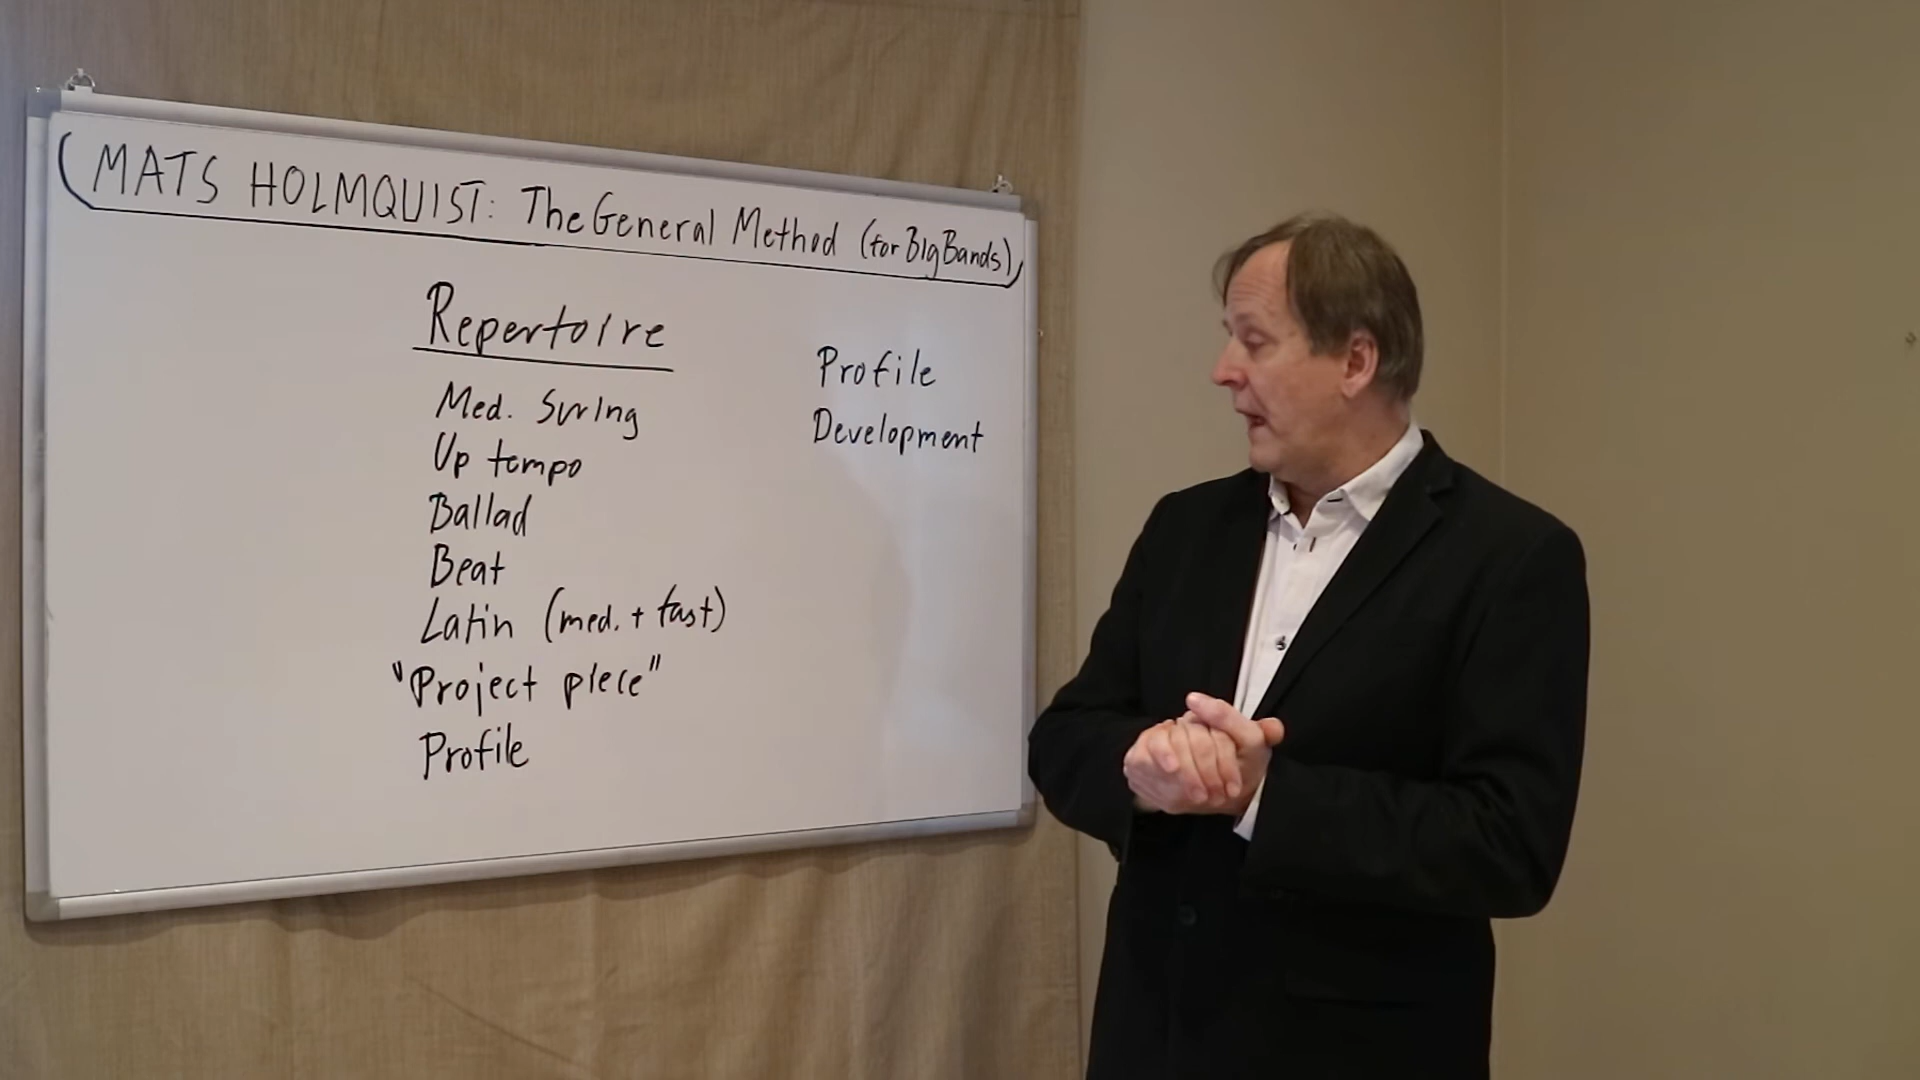 MATS HOLMQUIST: The General Method (for Big Bands)
Repertoire
Med. Swing
Up tempo
Ballad
Beat
Latin (med. + fast)
"Project piece"
Profile
Profile
Development